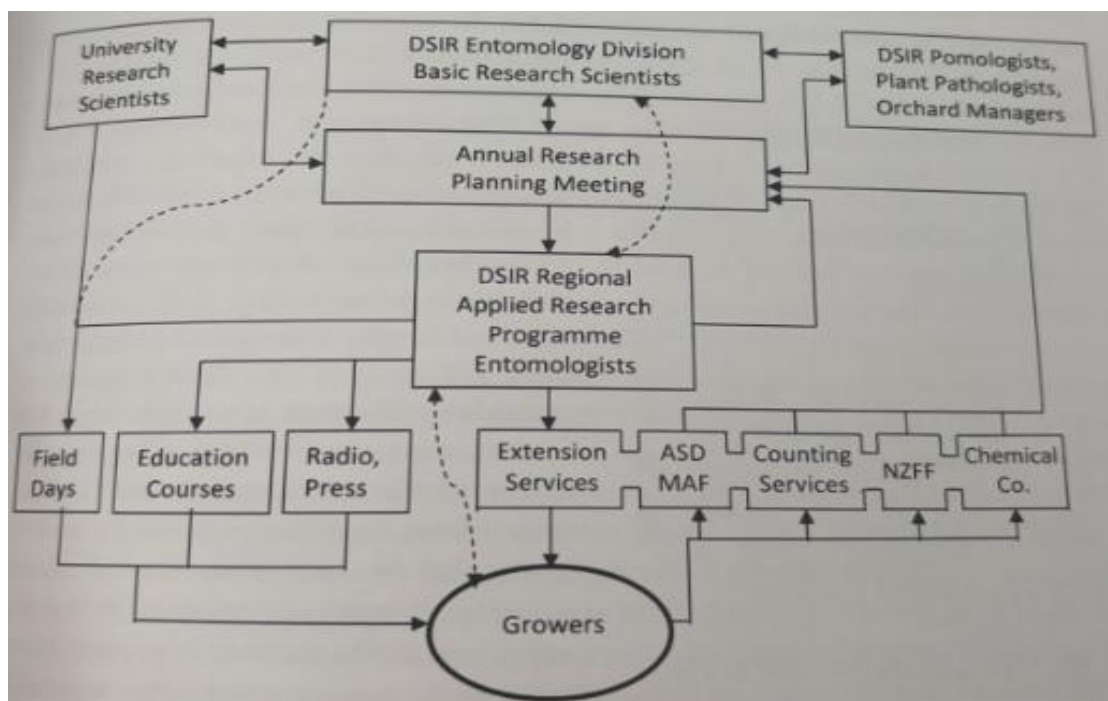 University
Research
Scientists
DSIR Entomology Division
Basic Research Scientists
DSIR Pomologists,
Plant Pathologists,
Orchard Managers
Annual Research
Planning Meeting
DSIR Regional
Applied Research
Programme
Entomologists
Field
Days
Education
Courses
Radio,
Press
Extension
Services
ASD
MAF
Counting
Services
NZFF
Chemical
Co.
Growers